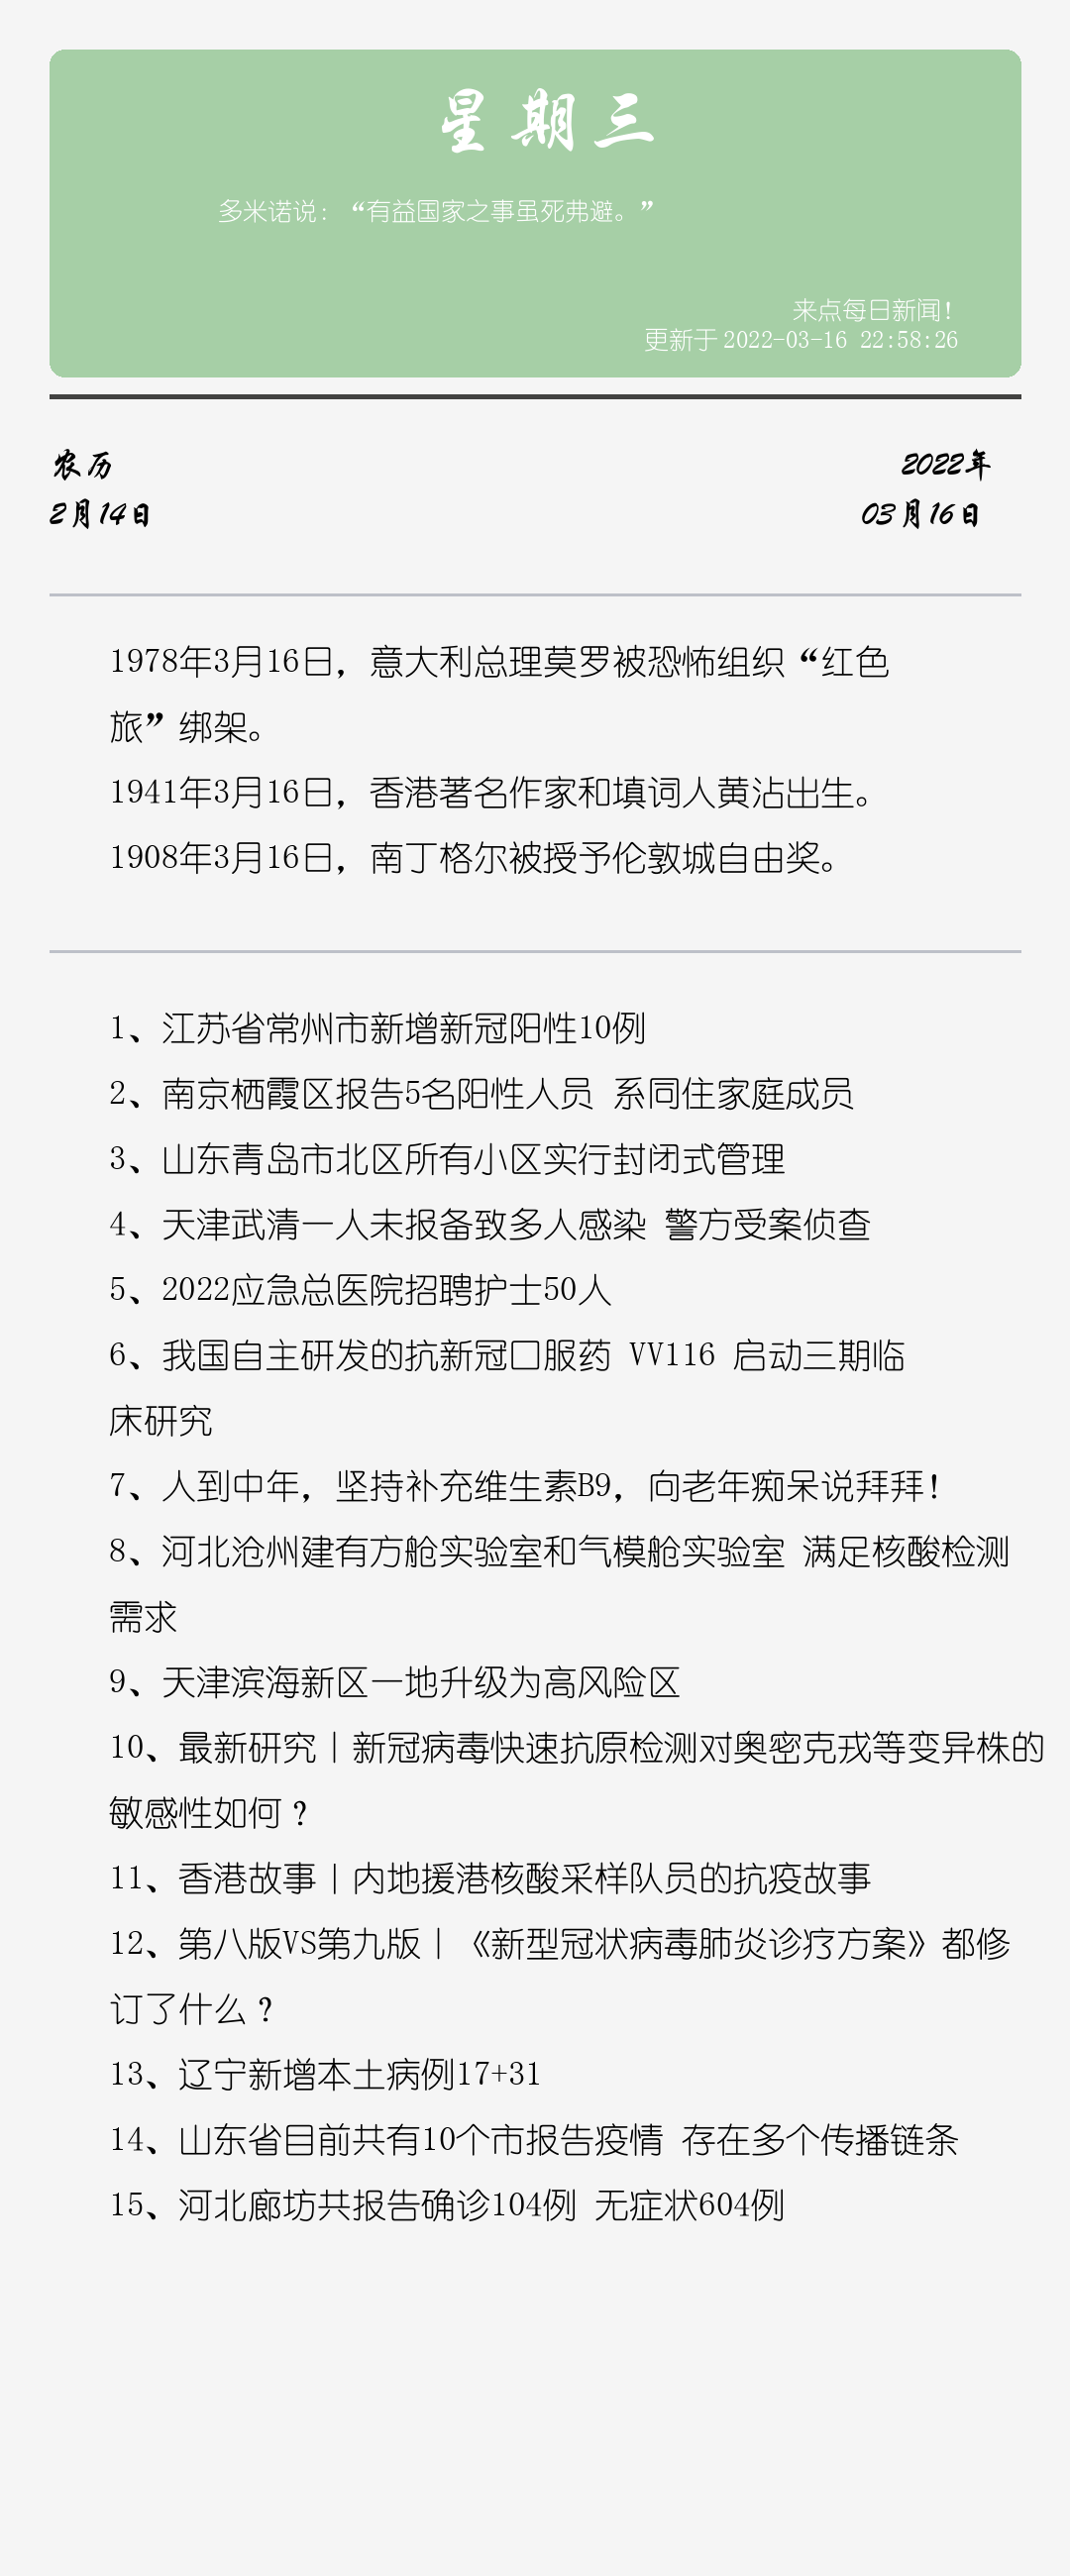 星期三
多米诺说：“有益国家之事虽死弗避。”
来点每日新闻！
更新于 2022-03-16 22:58:26
农历
2月14日
2022年
03月16日
1978年3月16日，意大利总理莫罗被恐怖组织“红色
旅”绑架。
1941年3月16日，香港著名作家和填词人黄沾出生。
1908年3月16日，南丁格尔被授予伦敦城自由奖。
1、江苏省常州市新增新冠阳性10例
2、南京栖霞区报告5名阳性人员 系同住家庭成员
3、山东青岛市北区所有小区实行封闭式管理
4、天津武清一人未报备致多人感染 警方受案侦查
5、2022应急总医院招聘护士50人
6、我国自主研发的抗新冠口服药 VV116 启动三期临
床研究
7、人到中年，坚持补充维生素B9，向老年痴呆说拜拜！
8、河北沧州建有方舱实验室和气模舱实验室 满足核酸检测
需求
9、天津滨海新区一地升级为高风险区
10、最新研究丨新冠病毒快速抗原检测对奥密克戎等变异株的
敏感性如何？
11、香港故事丨内地援港核酸采样队员的抗疫故事
12、第八版VS第九版丨《新型冠状病毒肺炎诊疗方案》都修
订了什么？
13、辽宁新增本土病例17+31
14、山东省目前共有10个市报告疫情 存在多个传播链条
15、河北廊坊共报告确诊104例 无症状604例